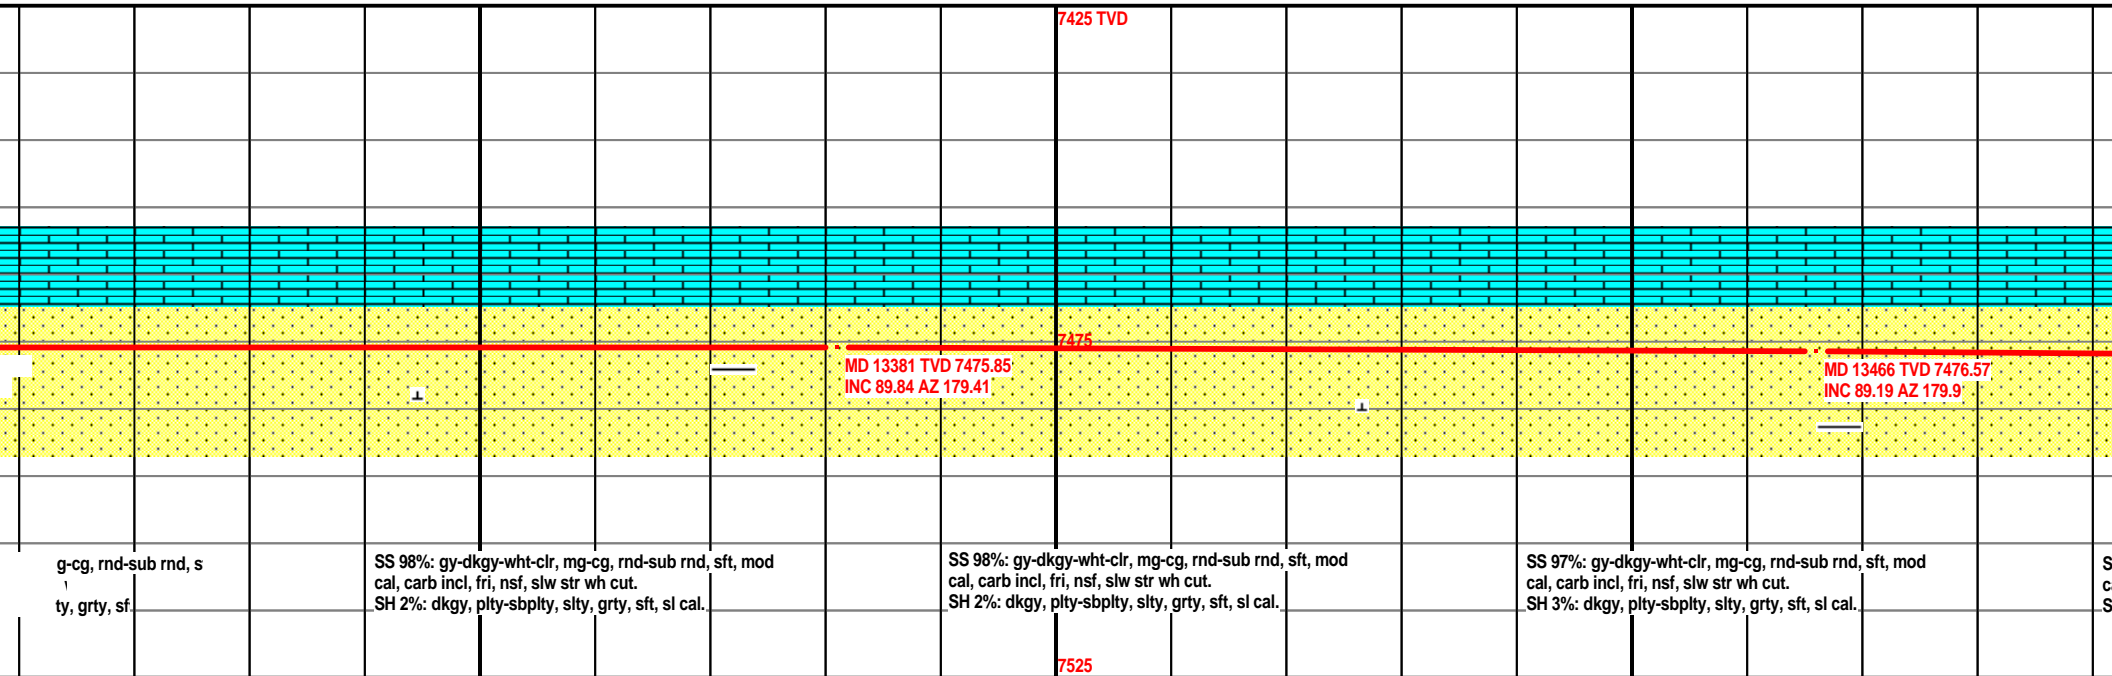 7425 TVD
7475
MD 13381 TVD 7475.85
INC 89.84 AZ 179.41
MD 13466 TVD 7476.57
INC 89.19 AZ 179.9
g-cg, rnd-sub rnd, s
ty, grty, sf
SS 98%: gy-dkgy-wht-clr, mg-cg, rnd-sub rnd, sft, mod
cal, carb incl, fri, nsf, slw str wh cut.
SH 2%: dkgy, plty-sbplty, slty, grty, sft, sl cal.
SS 98%: gy-dkgy-wht-clr, mg-cg, rnd-sub rnd, sft, mod
cal, carb incl, fri, nsf, slw str wh cut.
SH 2%: dkgy, plty-sbplty, slty, grty, sft, sl cal.
SS 97%: gy-dkgy-wht-clr, mg-cg, rnd-sub rnd, sft, mod
cal, carb incl, fri, nsf, slw str wh cut.
SH 3%: dkgy, plty-sbplty, slty, grty, sft, sl cal.
7525